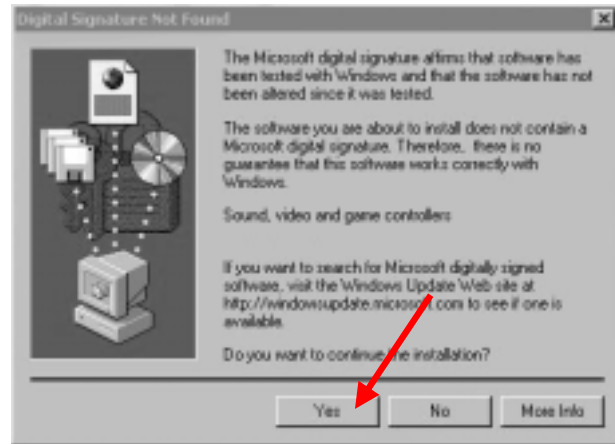 Digital Signature Not Found
The Microsoft digital signature affirms that software has
been tested with Windows and that the software has not
been altered since it was tested.
The software you are about to install does not contain a
Microsoft digital signature. Therefore, there is no
guarantee that this software works correctly with
Windows.
Sound, video and game controllers
If you want to search for Microsoft digitally signed
software, visit the Windows Update Web site at
http://windowsupdate.microsoft.com to see if one is
available.
Do you want to continue the installation?
Yes No More Info